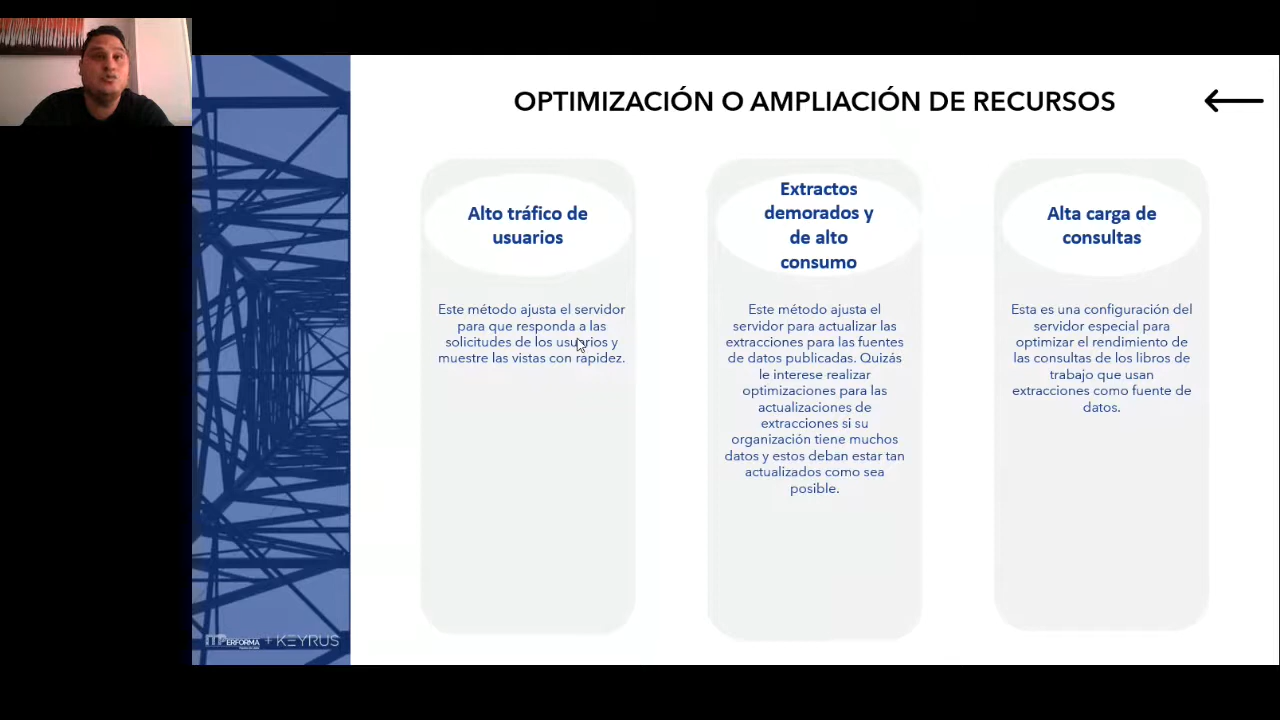 OPTIMIZACIÓN O AMPLIACIÓN DE RECURSOS
Alto tráfico de
usuarios
Este método ajusta el servidor
para que responda a las
solicitudes de los usuarios y
muestre las vistas con rapidez.
Extractos
demorados y
de alto
consumo
Este método ajusta el
servidor para actualizar las
extracciones para las fuentes
de datos publicadas. Quizás
le interese realizar
optimizaciones para las
actualizaciones de
extracciones si su
organización tiene muchos
datos y estos deban estar tan
actualizados como sea
posible.
Alta carga de
consultas
Esta es una configuración del
servidor especial para
optimizar el rendimiento de
las consultas de los libros de
trabajo que usan
extracciones como fuente de
datos.
PERFORMA + KEYRUS